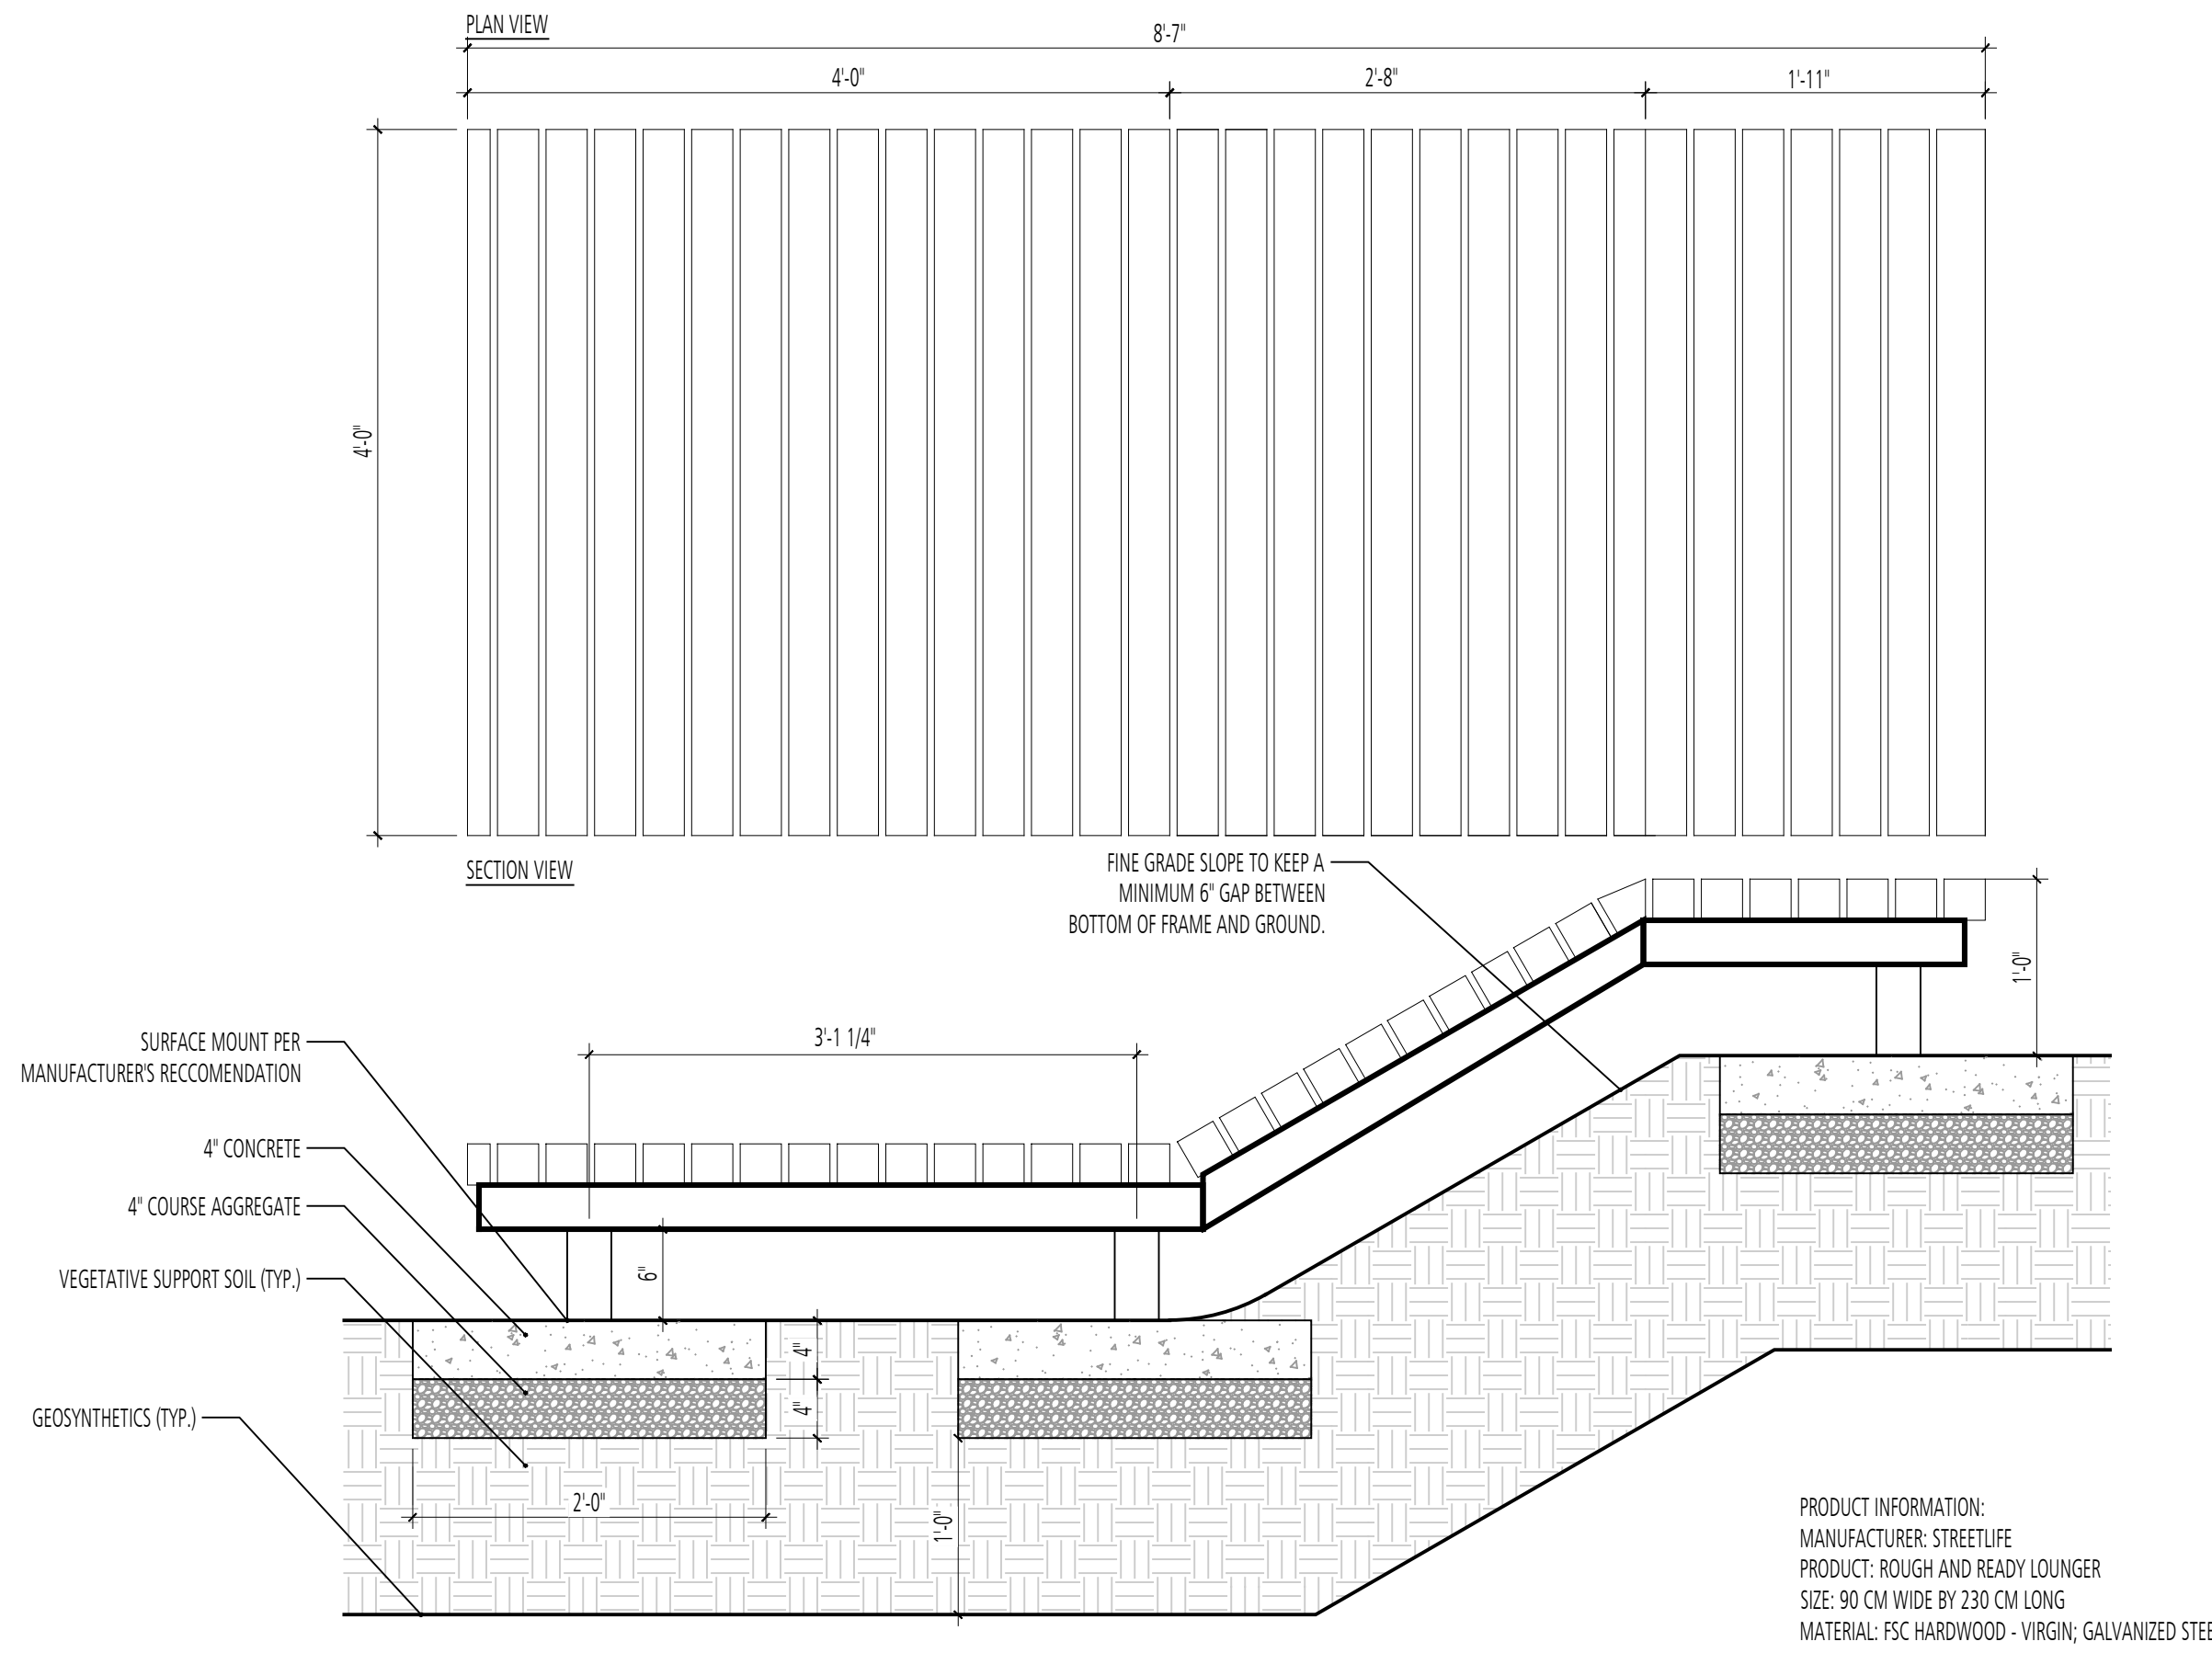 PLAN VIEW
8'-7"
4'-0"
2'-8"
1'-11"
4'-0"
SECTION VIEW
FINE GRADE SLOPE TO KEEP A
MINIMUM 6" GAP BETWEEN
BOTTOM OF FRAME AND GROUND.
1'-0"
3'-1 1/4"
SURFACE MOUNT PER
MANUFACTURER'S RECCOMENDATION
4" CONCRETE
4" COURSE AGGREGATE
VEGETATIVE SUPPORT SOIL (TYP.)
GEOSYNTHETICS (TYP.)
6"
4"
4"
2'-0"
1'-0"
PRODUCT INFORMATION:
MANUFACTURER: STREETLIFE
PRODUCT: ROUGH AND READY LOUNGER
SIZE: 90 CM WIDE BY 230 CM LONG
MATERIAL: FSC HARDWOOD - VIRGIN; GALVANIZED